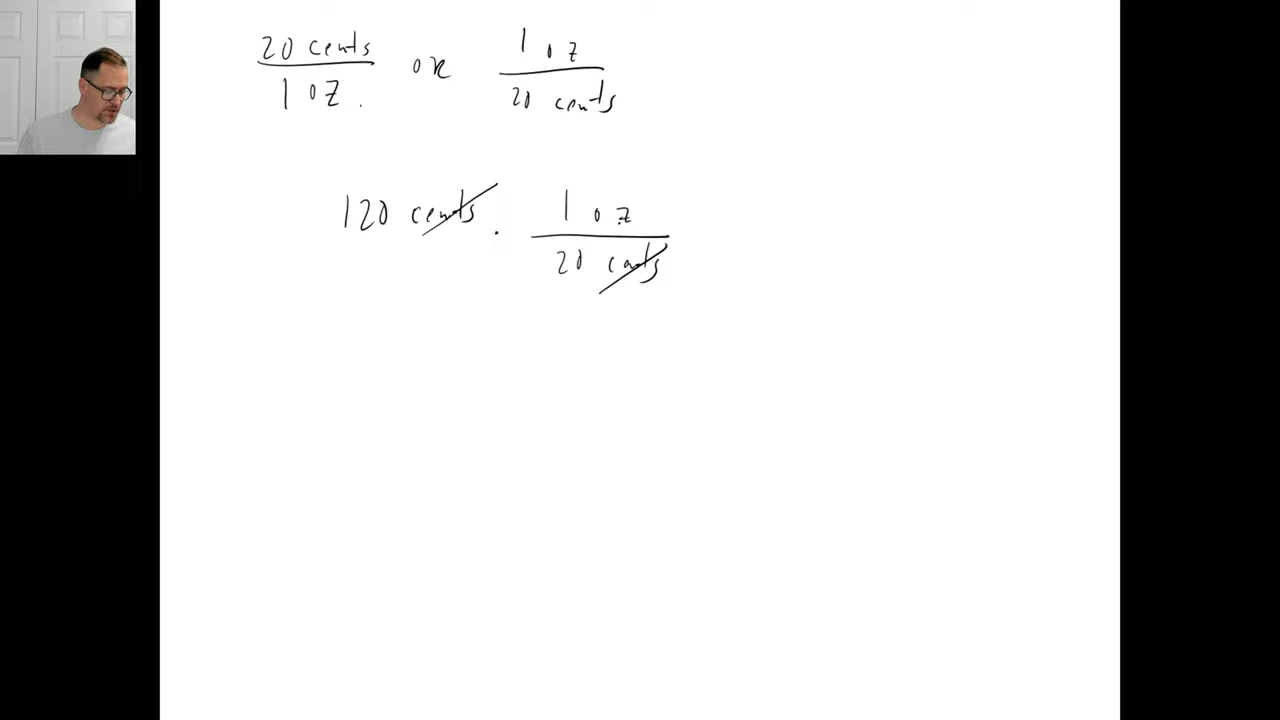 20 cents or 1 oz
1 oz. 20 cents
120 cents . 1 oz
20 cents